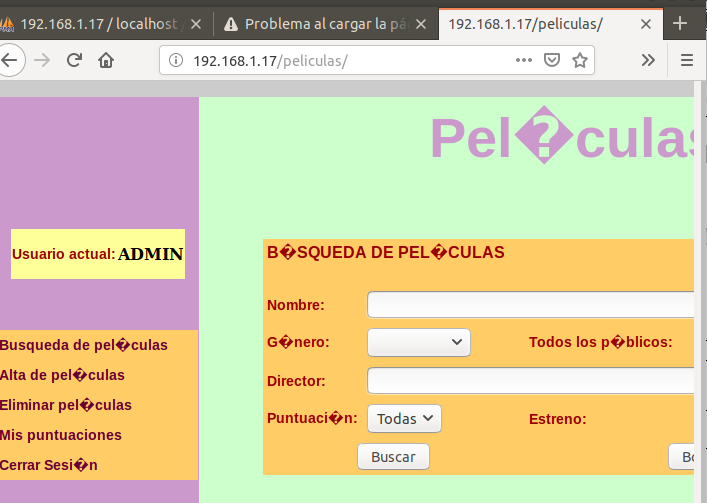 192.168.1.17 / localhost
Problema al cargar la pá
192.168.1.17/peliculas/
192.168.1.17/peliculas/
Pel�culas
Usuario actual: ADMIN
B�SQUEDA DE PEL�CULAS
Nombre:
G�nero:
Todos los p�blicos:
Director:
Puntuaci�n:
Todas
Estreno:
Buscar
Bo
Busqueda de pel�culas
Alta de pel�culas
Eliminar pel�culas
Mis puntuaciones
Cerrar Sesi�n